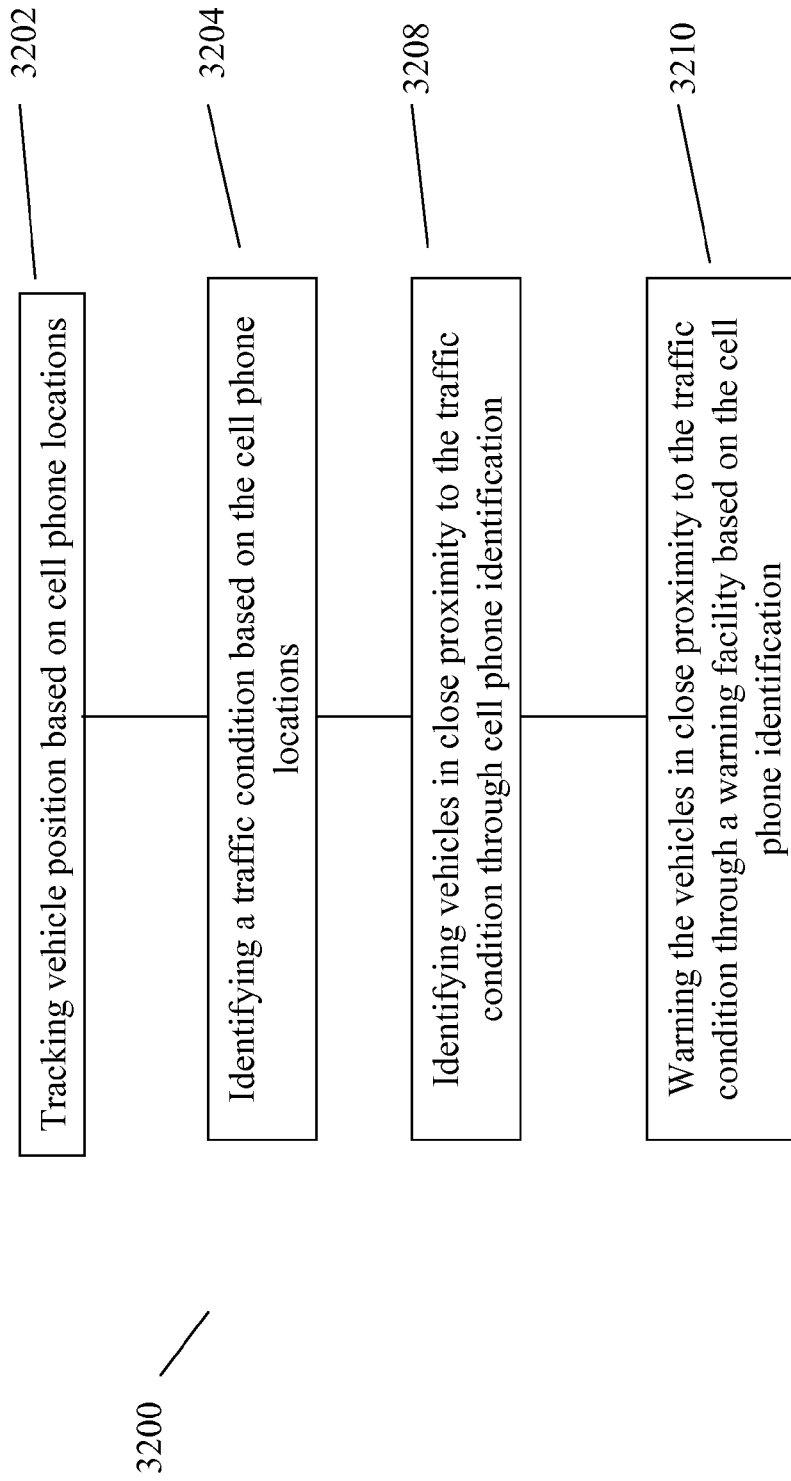 3200
Tracking vehicle position based on cell phone locations
3202
Identifying a traffic condition based on the cell phone
locations
3204
Identifying vehicles in close proximity to the traffic
condition through cell phone identification
3208
Warning the vehicles in close proximity to the traffic
condition through a warning facility based on the cell
phone identification
3210